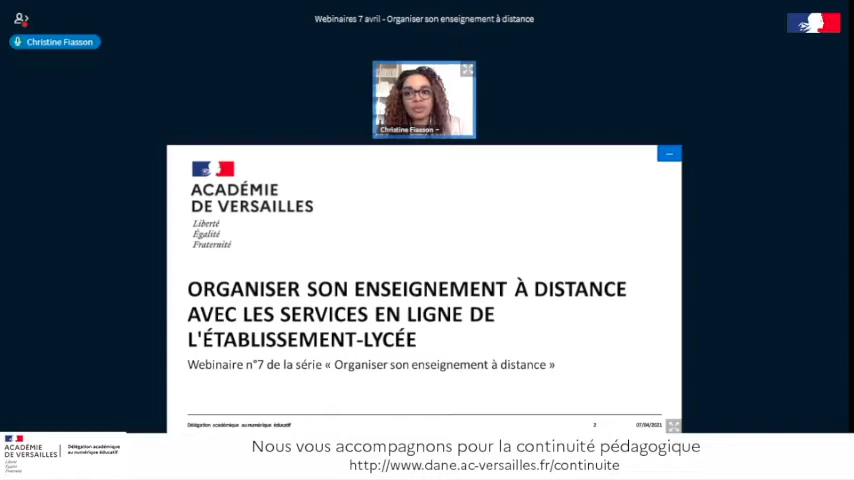 Webinaires 7 avril - Organiser son enseignement à distance
Christine Fiasson
Christine Fiasson
ACADÉMIE
DE VERSAILLES
Liberté
Égalité
Fraternité
ORGANISER SON ENSEIGNEMENT À DISTANCE
AVEC LES SERVICES EN LIGNE DE
L'ÉTABLISSEMENT-LYCÉE
Webinaire n°7 de la série « Organiser son enseignement à distance »
Délégation académique au numérique éducatif 2 07/04/2021
ACADÉMIE
DE VERSAILLES
Liberté
Égalité
Fraternité
Délégation académique
au numérique éducatif
Nous vous accompagnons pour la continuité pédagogique
http://www.dane.ac-versailles.fr/continuite